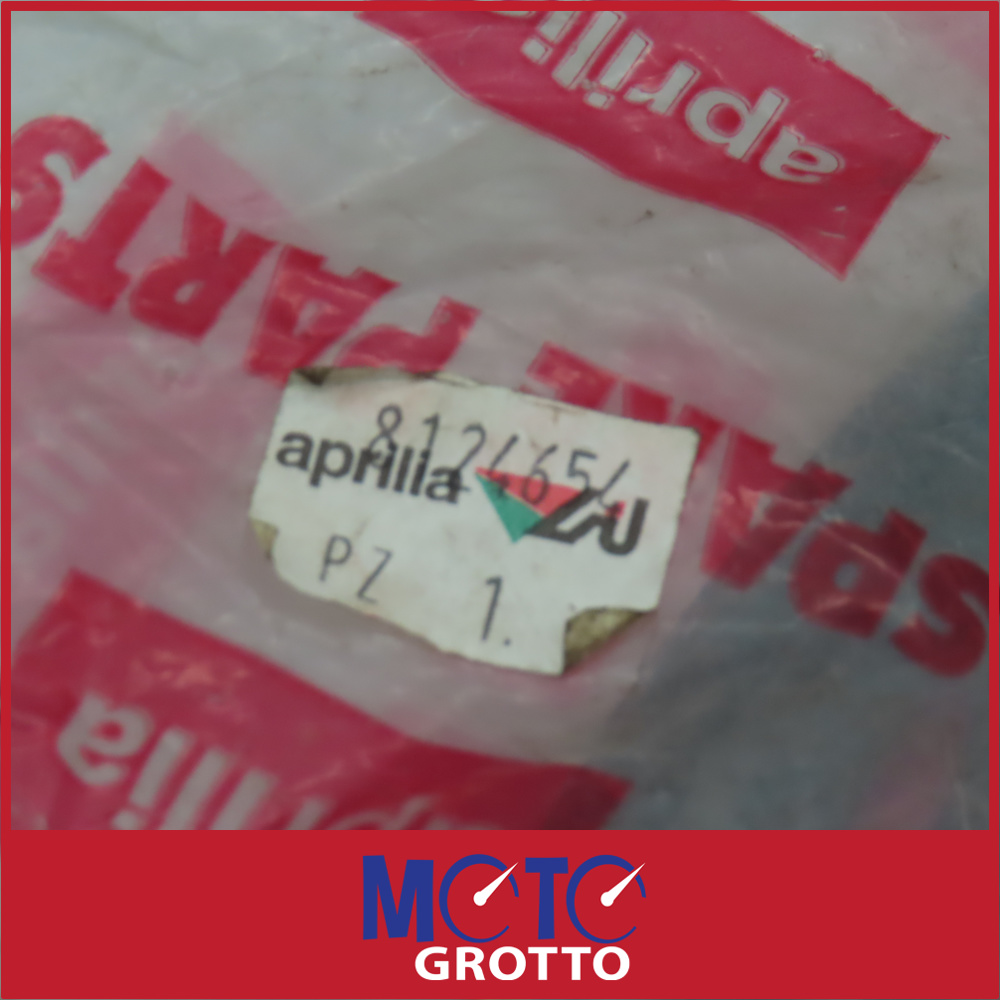 aprilia
SPARE PARTS
8124654
aprilia
PZ 1.
aprilia
MOTO
GROTTO